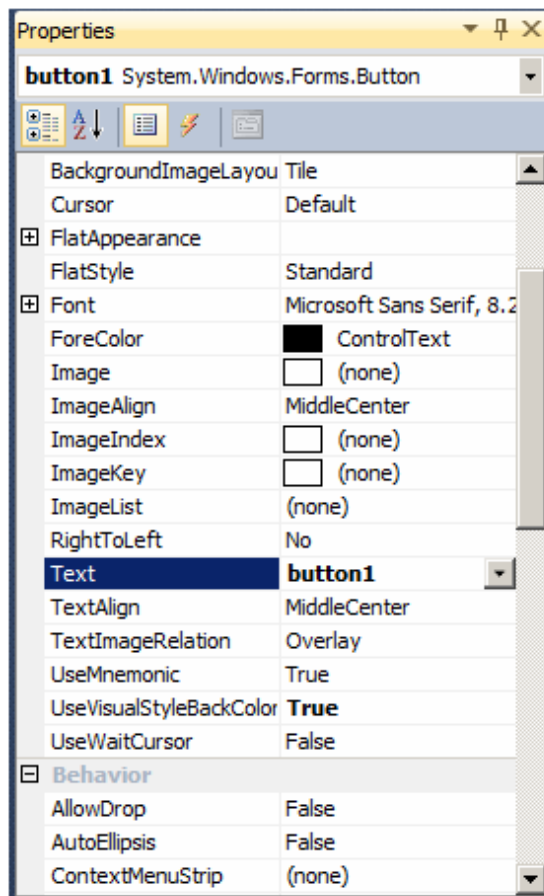 Properties
button1 System.Windows.Forms.Button
BackgroundImageLayou Tile
Cursor Default
FlatAppearance
FlatStyle Standard
Font Microsoft Sans Serif, 8.2
ForeColor ControlText
Image (none)
ImageAlign MiddleCenter
ImageIndex (none)
ImageKey (none)
ImageList (none)
RightToLeft No
Text button1
TextAlign MiddleCenter
TextImageRelation Overlay
UseMnemonic True
UseVisualStyleBackColor True
UseWaitCursor False
Behavior
AllowDrop False
AutoEllipsis False
ContextMenuStrip (none)